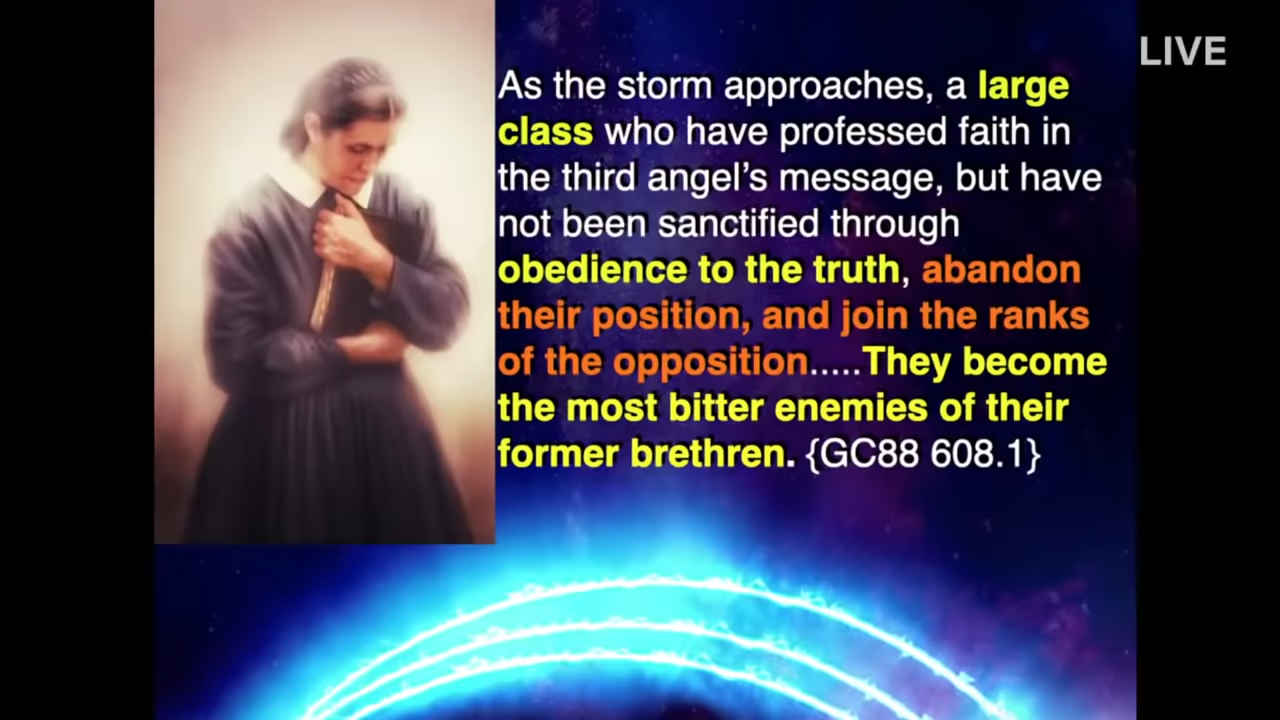 LIVE
As the storm approaches, a large
class who have professed faith in
the third angel’s message, but have
not been sanctified through
obedience to the truth, abandon
their position, and join the ranks
of the opposition.....They become
the most bitter enemies of their
former brethren. {GC88 608.1}